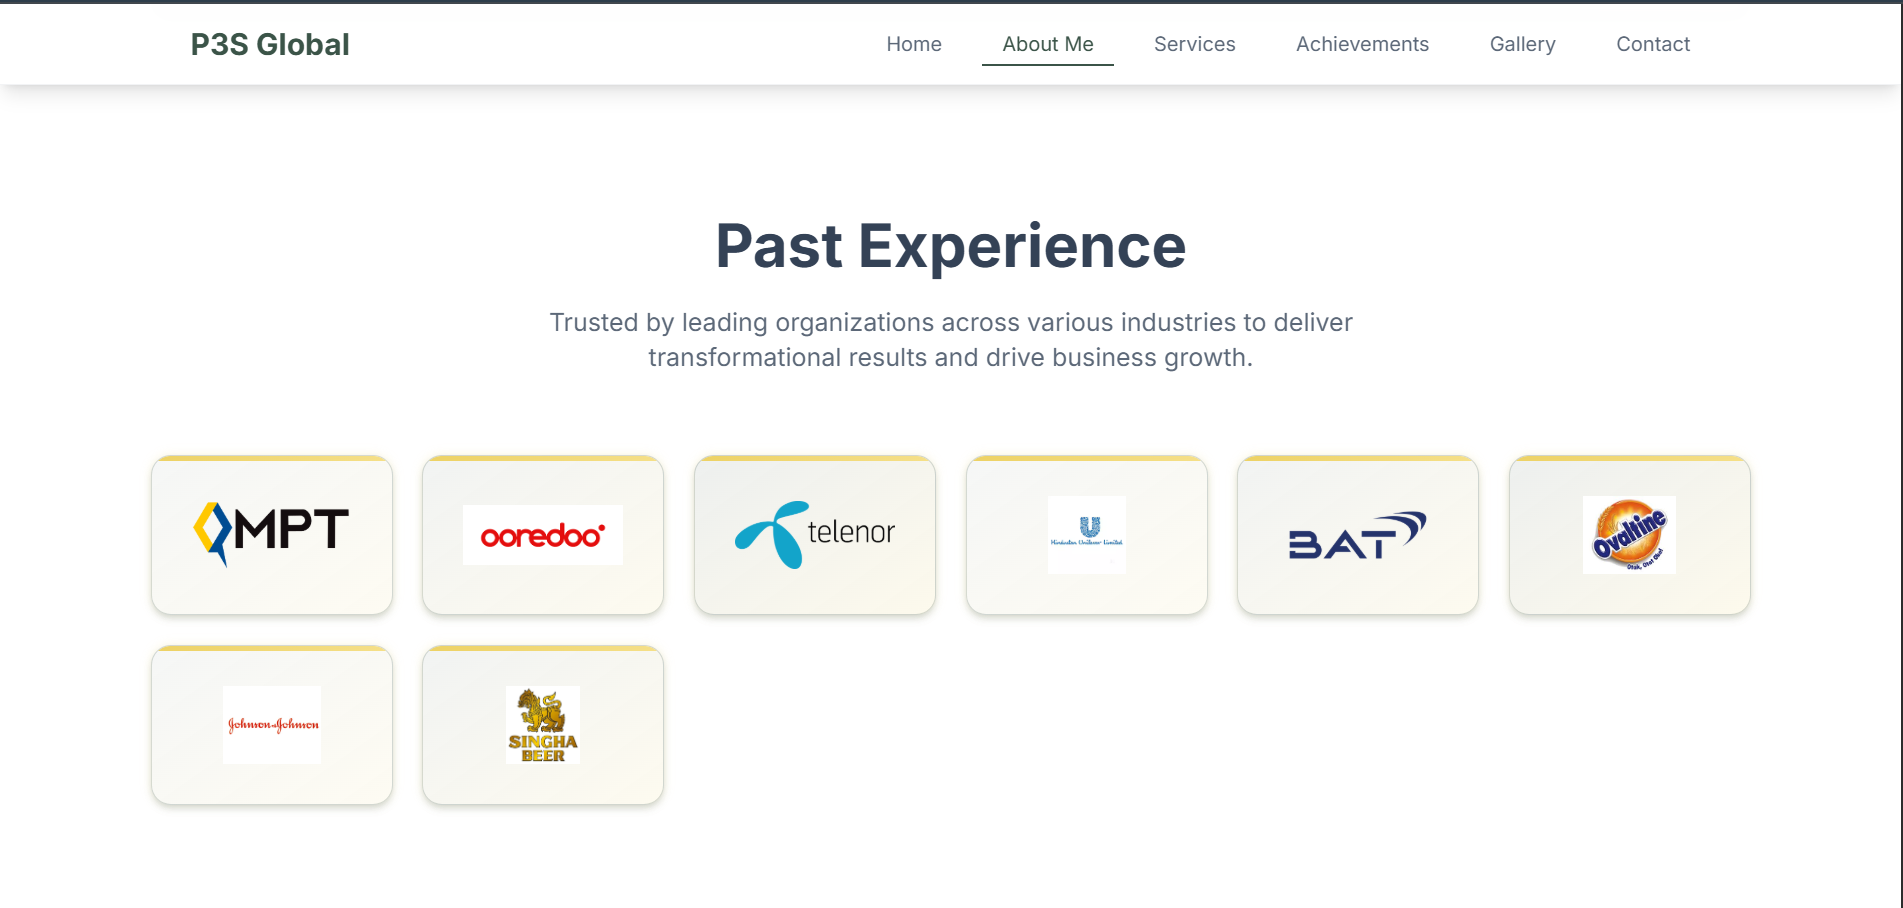 P3S Global
Home About Me Services Achievements Gallery Contact
Past Experience
Trusted by leading organizations across various industries to deliver
transformational results and drive business growth.
MPT
ooredoo
telenor
Hindustan Unilever Limited
BAT
Ovaltine
Johnson & Johnson
SINGHA
BEER